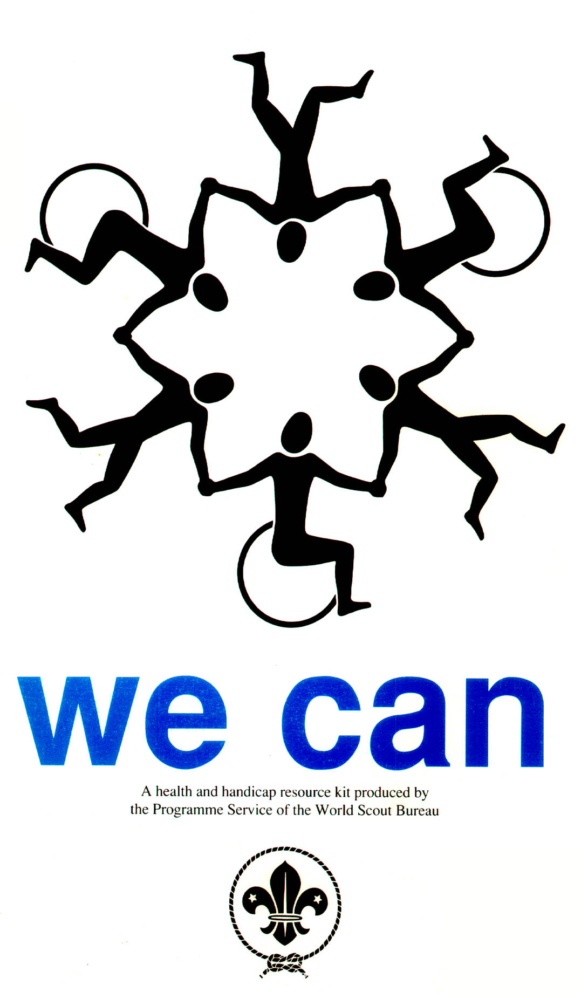 we can
A health and handicap resource kit produced by
the Programme Service of the World Scout Bureau